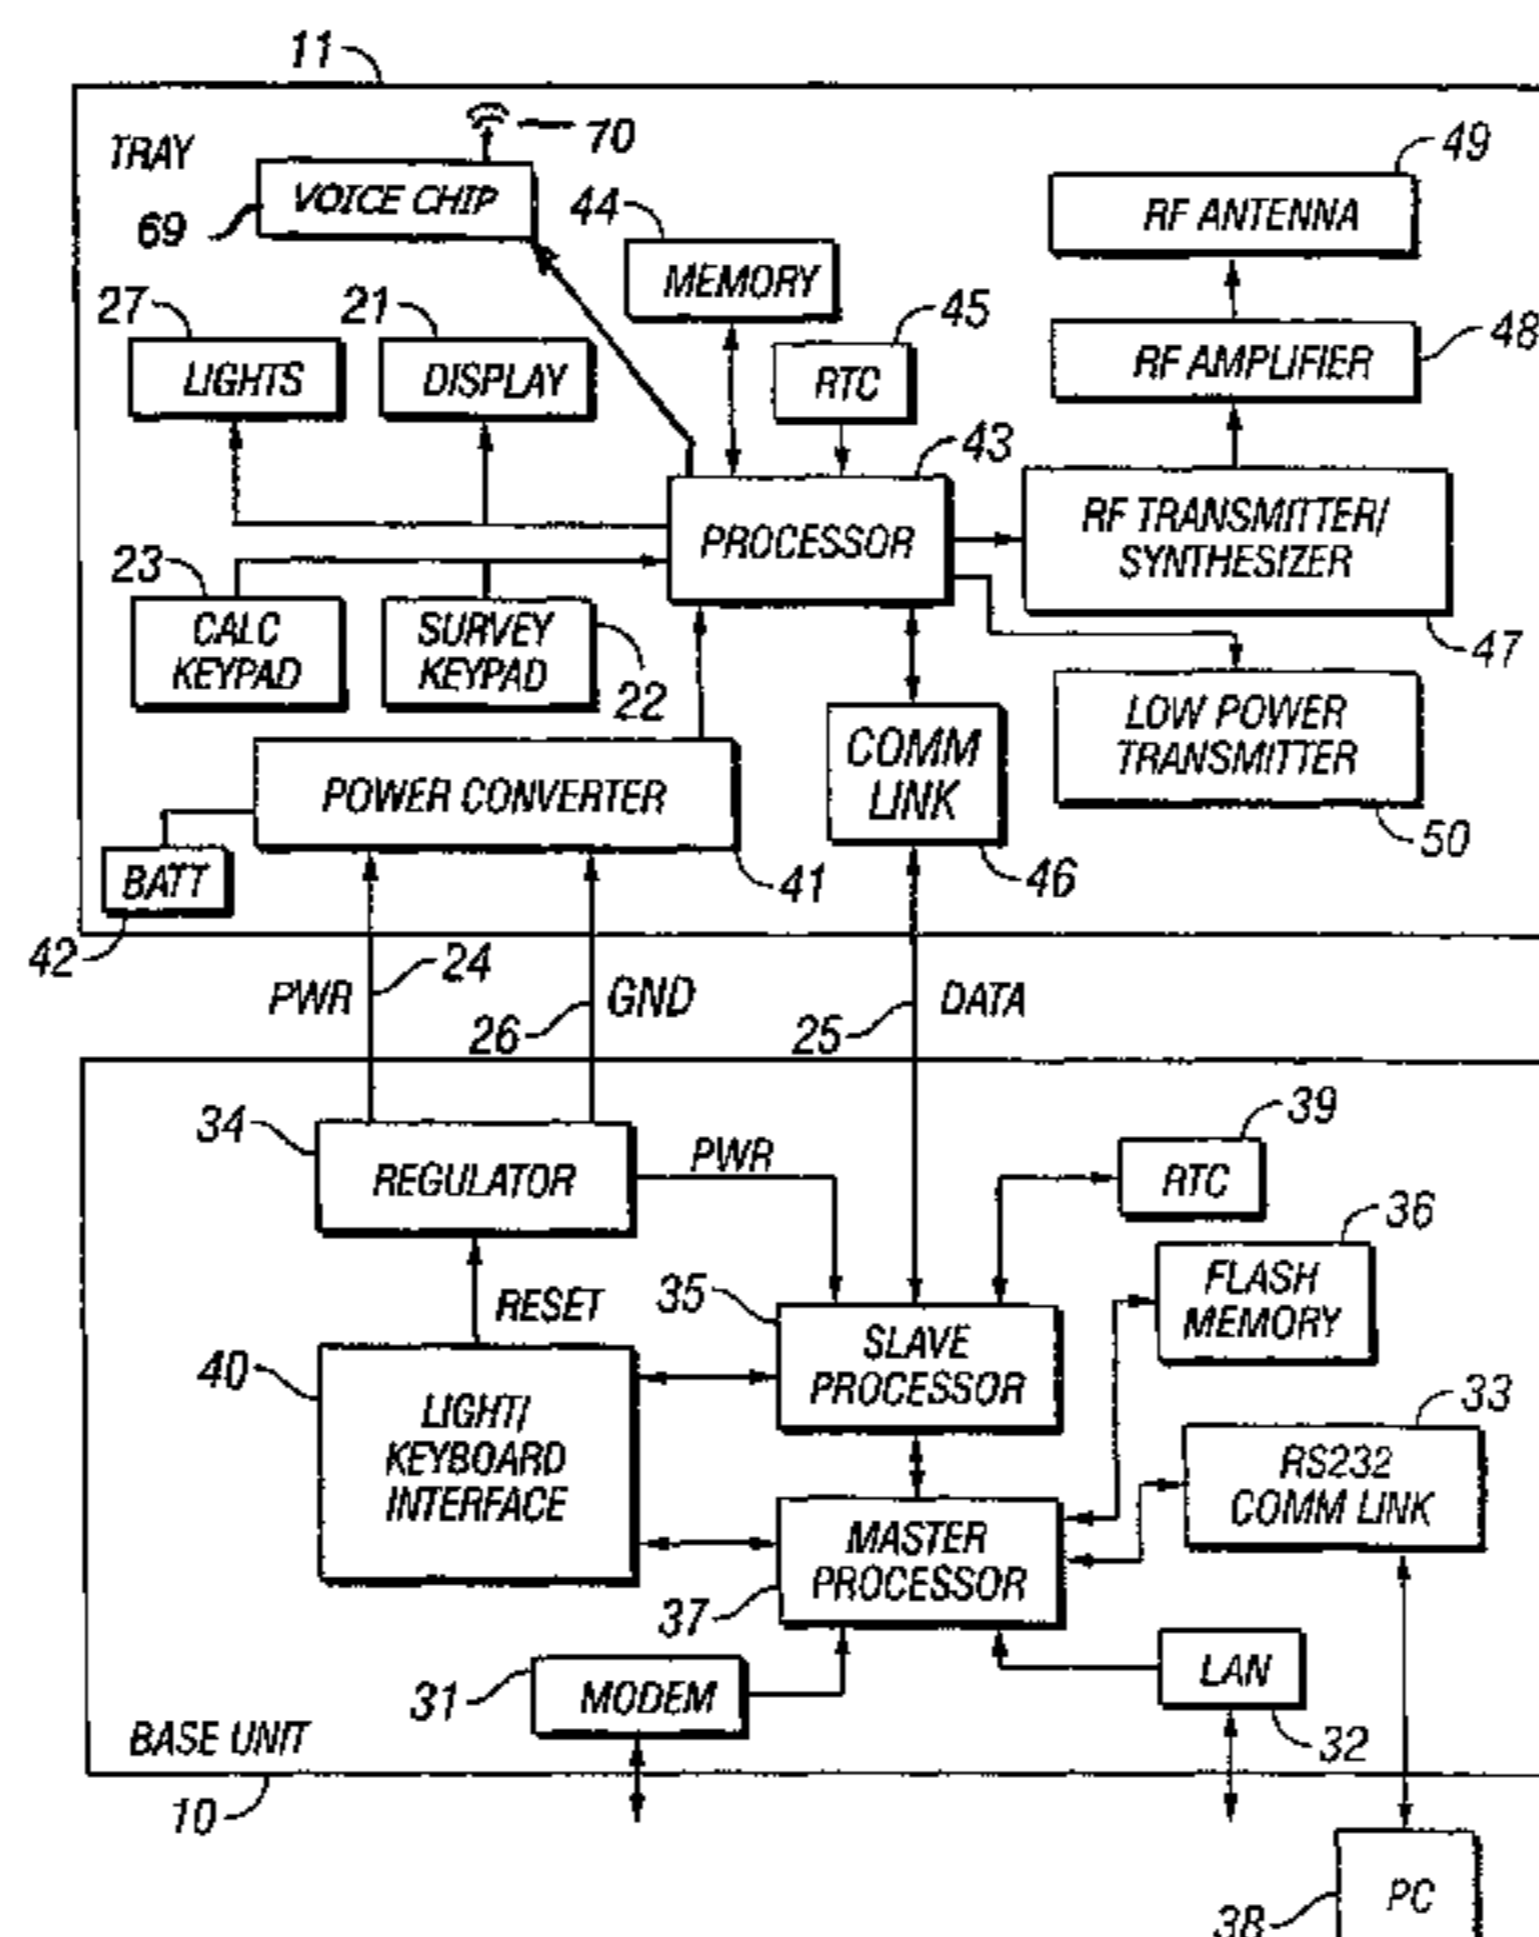 11
TRAY
70
VOICE CHIP
69
44
MEMORY
49
RF ANTENNA
27
LIGHTS
21
DISPLAY
45
RTC
48
RF AMPLIFIER
43
PROCESSOR
RF TRANSMITTER/
SYNTHESIZER
47
23
CALC
KEYPAD
SURVEY
KEYPAD
22
COMM
LINK
46
LOW POWER
TRANSMITTER
50
POWER CONVERTER
41
BATT
42
PWR
24
26
GND
25
DATA
34
REGULATOR
PWR
39
RTC
36
FLASH
MEMORY
RESET
35
SLAVE
PROCESSOR
40
LIGHT/
KEYBOARD
INTERFACE
33
RS232
COMM LINK
MASTER
PROCESSOR
37
31
MODEM
LAN
32
BASE UNIT
10
PC
38